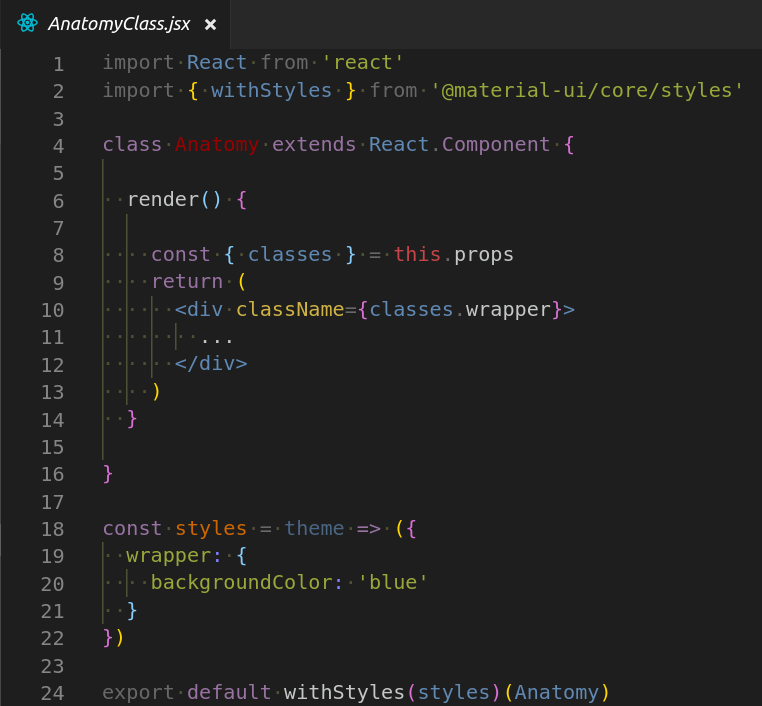 AnatomyClass.jsx ×
1 import React from 'react'
2 import { withStyles } from '@material-ui/core/styles'
3
4 class Anatomy extends React.Component {
5
6   render() {
7
8     const { classes } = this.props
9     return (
10       <div className={classes.wrapper}>
11         ...
12       </div>
13     )
14   }
15
16 }
17
18 const styles = theme => ({
19   wrapper: {
20     backgroundColor: 'blue'
21   }
22 })
23
24 export default withStyles(styles)(Anatomy)